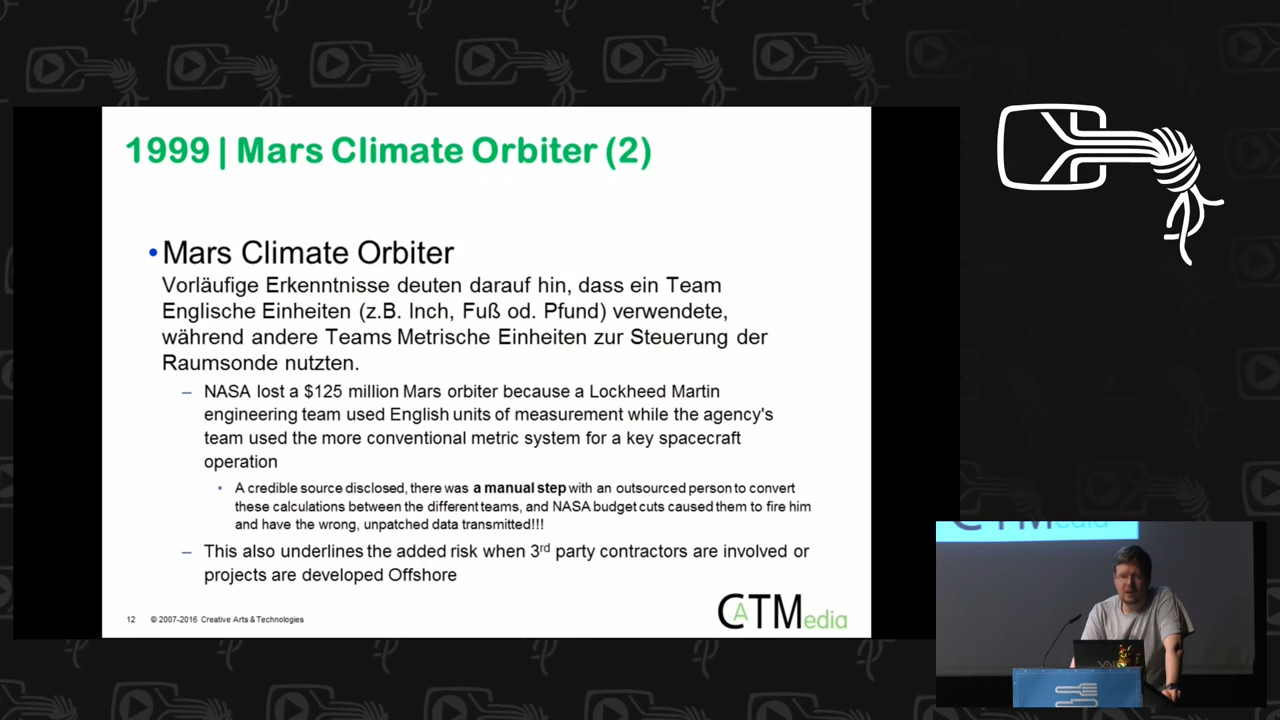 1999 | Mars Climate Orbiter (2)
•Mars Climate Orbiter
Vorläufige Erkenntnisse deuten darauf hin, dass ein Team
Englische Einheiten (z.B. Inch, Fuß od. Pfund) verwendete,
während andere Teams Metrische Einheiten zur Steuerung der
Raumsonde nutzten.
– NASA lost a $125 million Mars orbiter because a Lockheed Martin
engineering team used English units of measurement while the agency's
team used the more conventional metric system for a key spacecraft
operation
• A credible source disclosed, there was a manual step with an outsourced person to convert
these calculations between the different teams, and NASA budget cuts caused them to fire him
and have the wrong, unpatched data transmitted!!!
– This also underlines the added risk when 3rd party contractors are involved or
projects are developed Offshore
12 © 2007-2016 Creative Arts & Technologies
CATMedia
CTMedia
VAIO